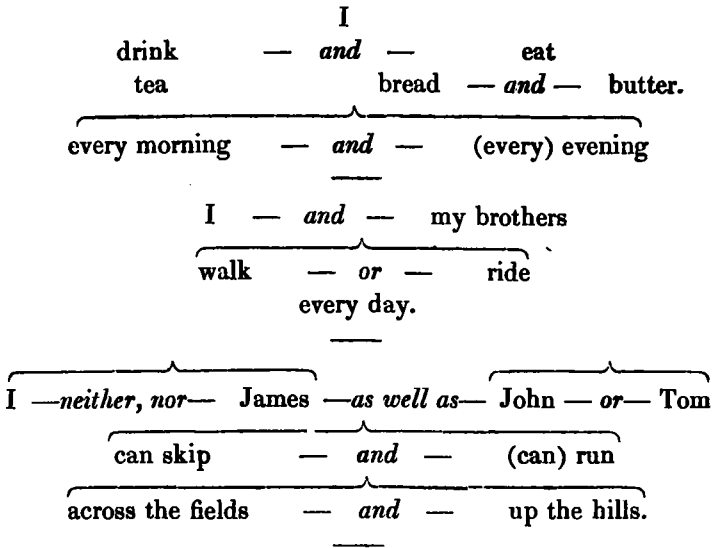 I
drink — and — eat
tea bread — and — butter.
every morning — and — (every) evening
I — and — my brothers
walk — or — ride
every day.
I —neither, nor— James —as well as— John — or— Tom
can skip — and — (can) run
across the fields — and — up the hills.